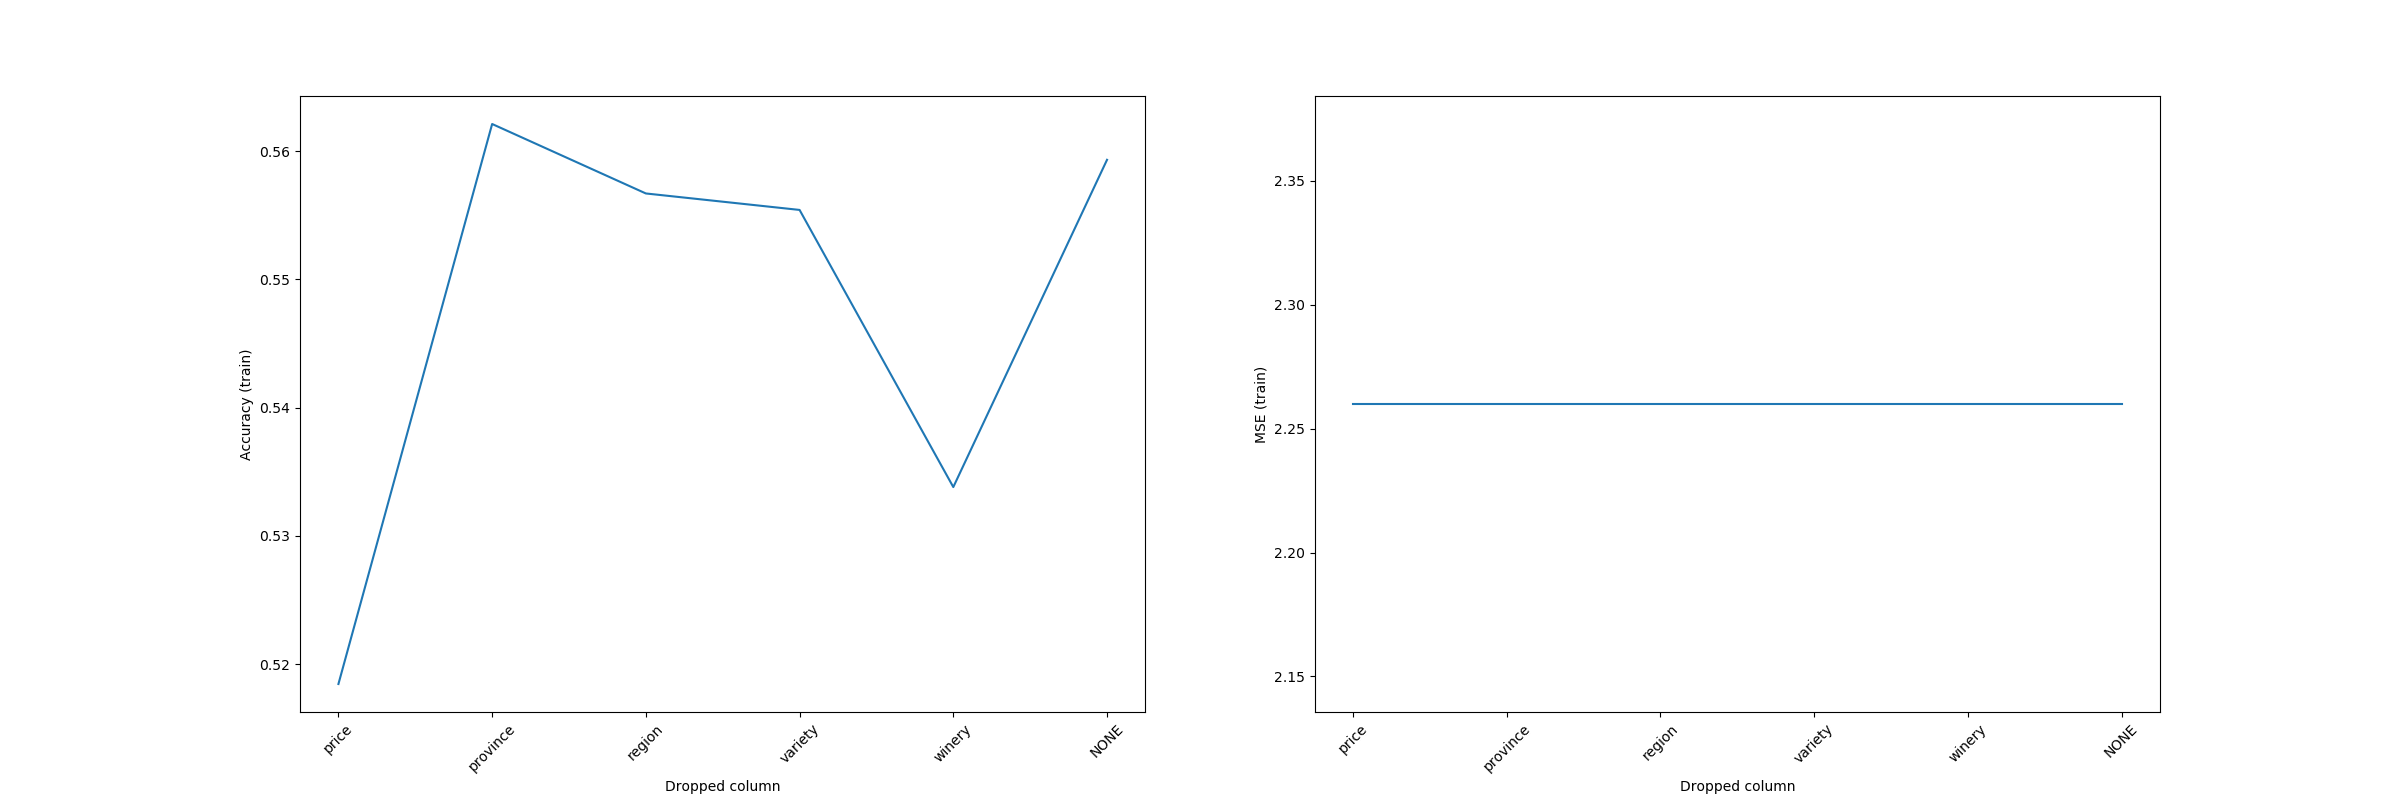 0.56
0.55
0.54
0.53
0.52
Accuracy (train)
price
province
region
variety
winery
NONE
Dropped column
2.35
2.30
2.25
2.20
2.15
MSE (train)
price
province
region
variety
winery
NONE
Dropped column